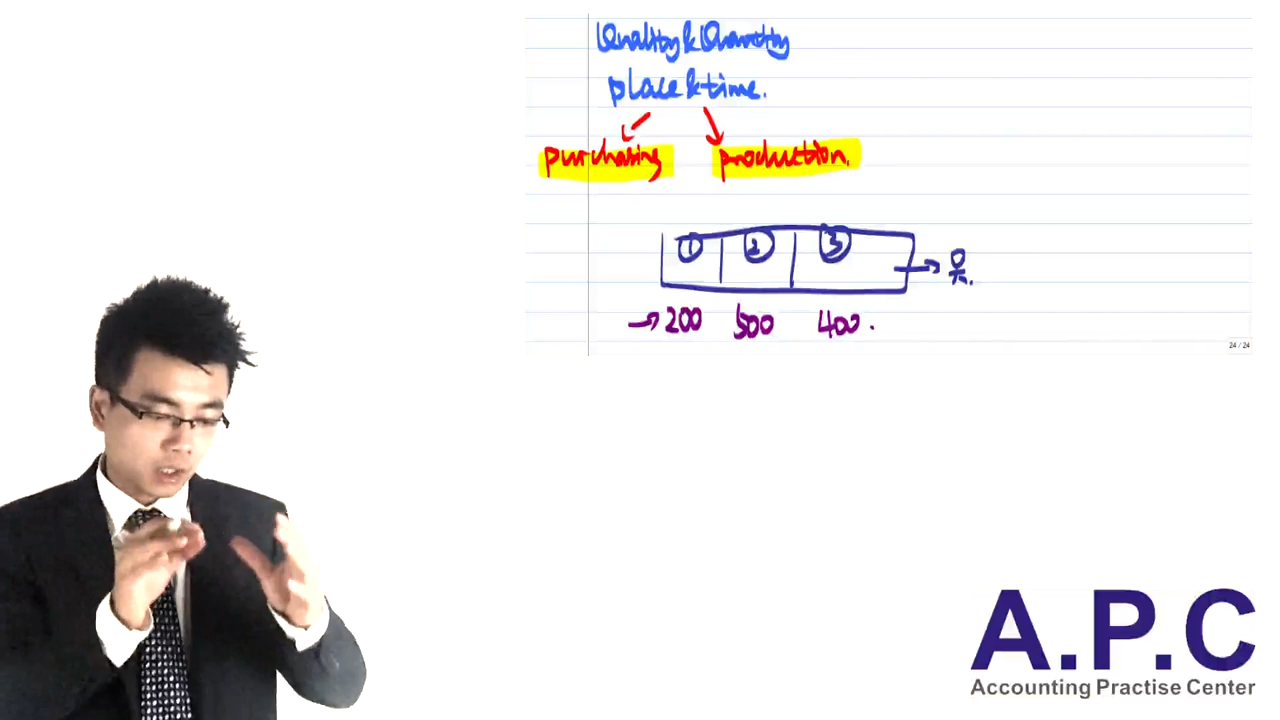 Quality & Quantity
place & time.
purchasing production.
1 2 3
200 500 400.
24 / 24
A.P.C
Accounting Practise Center